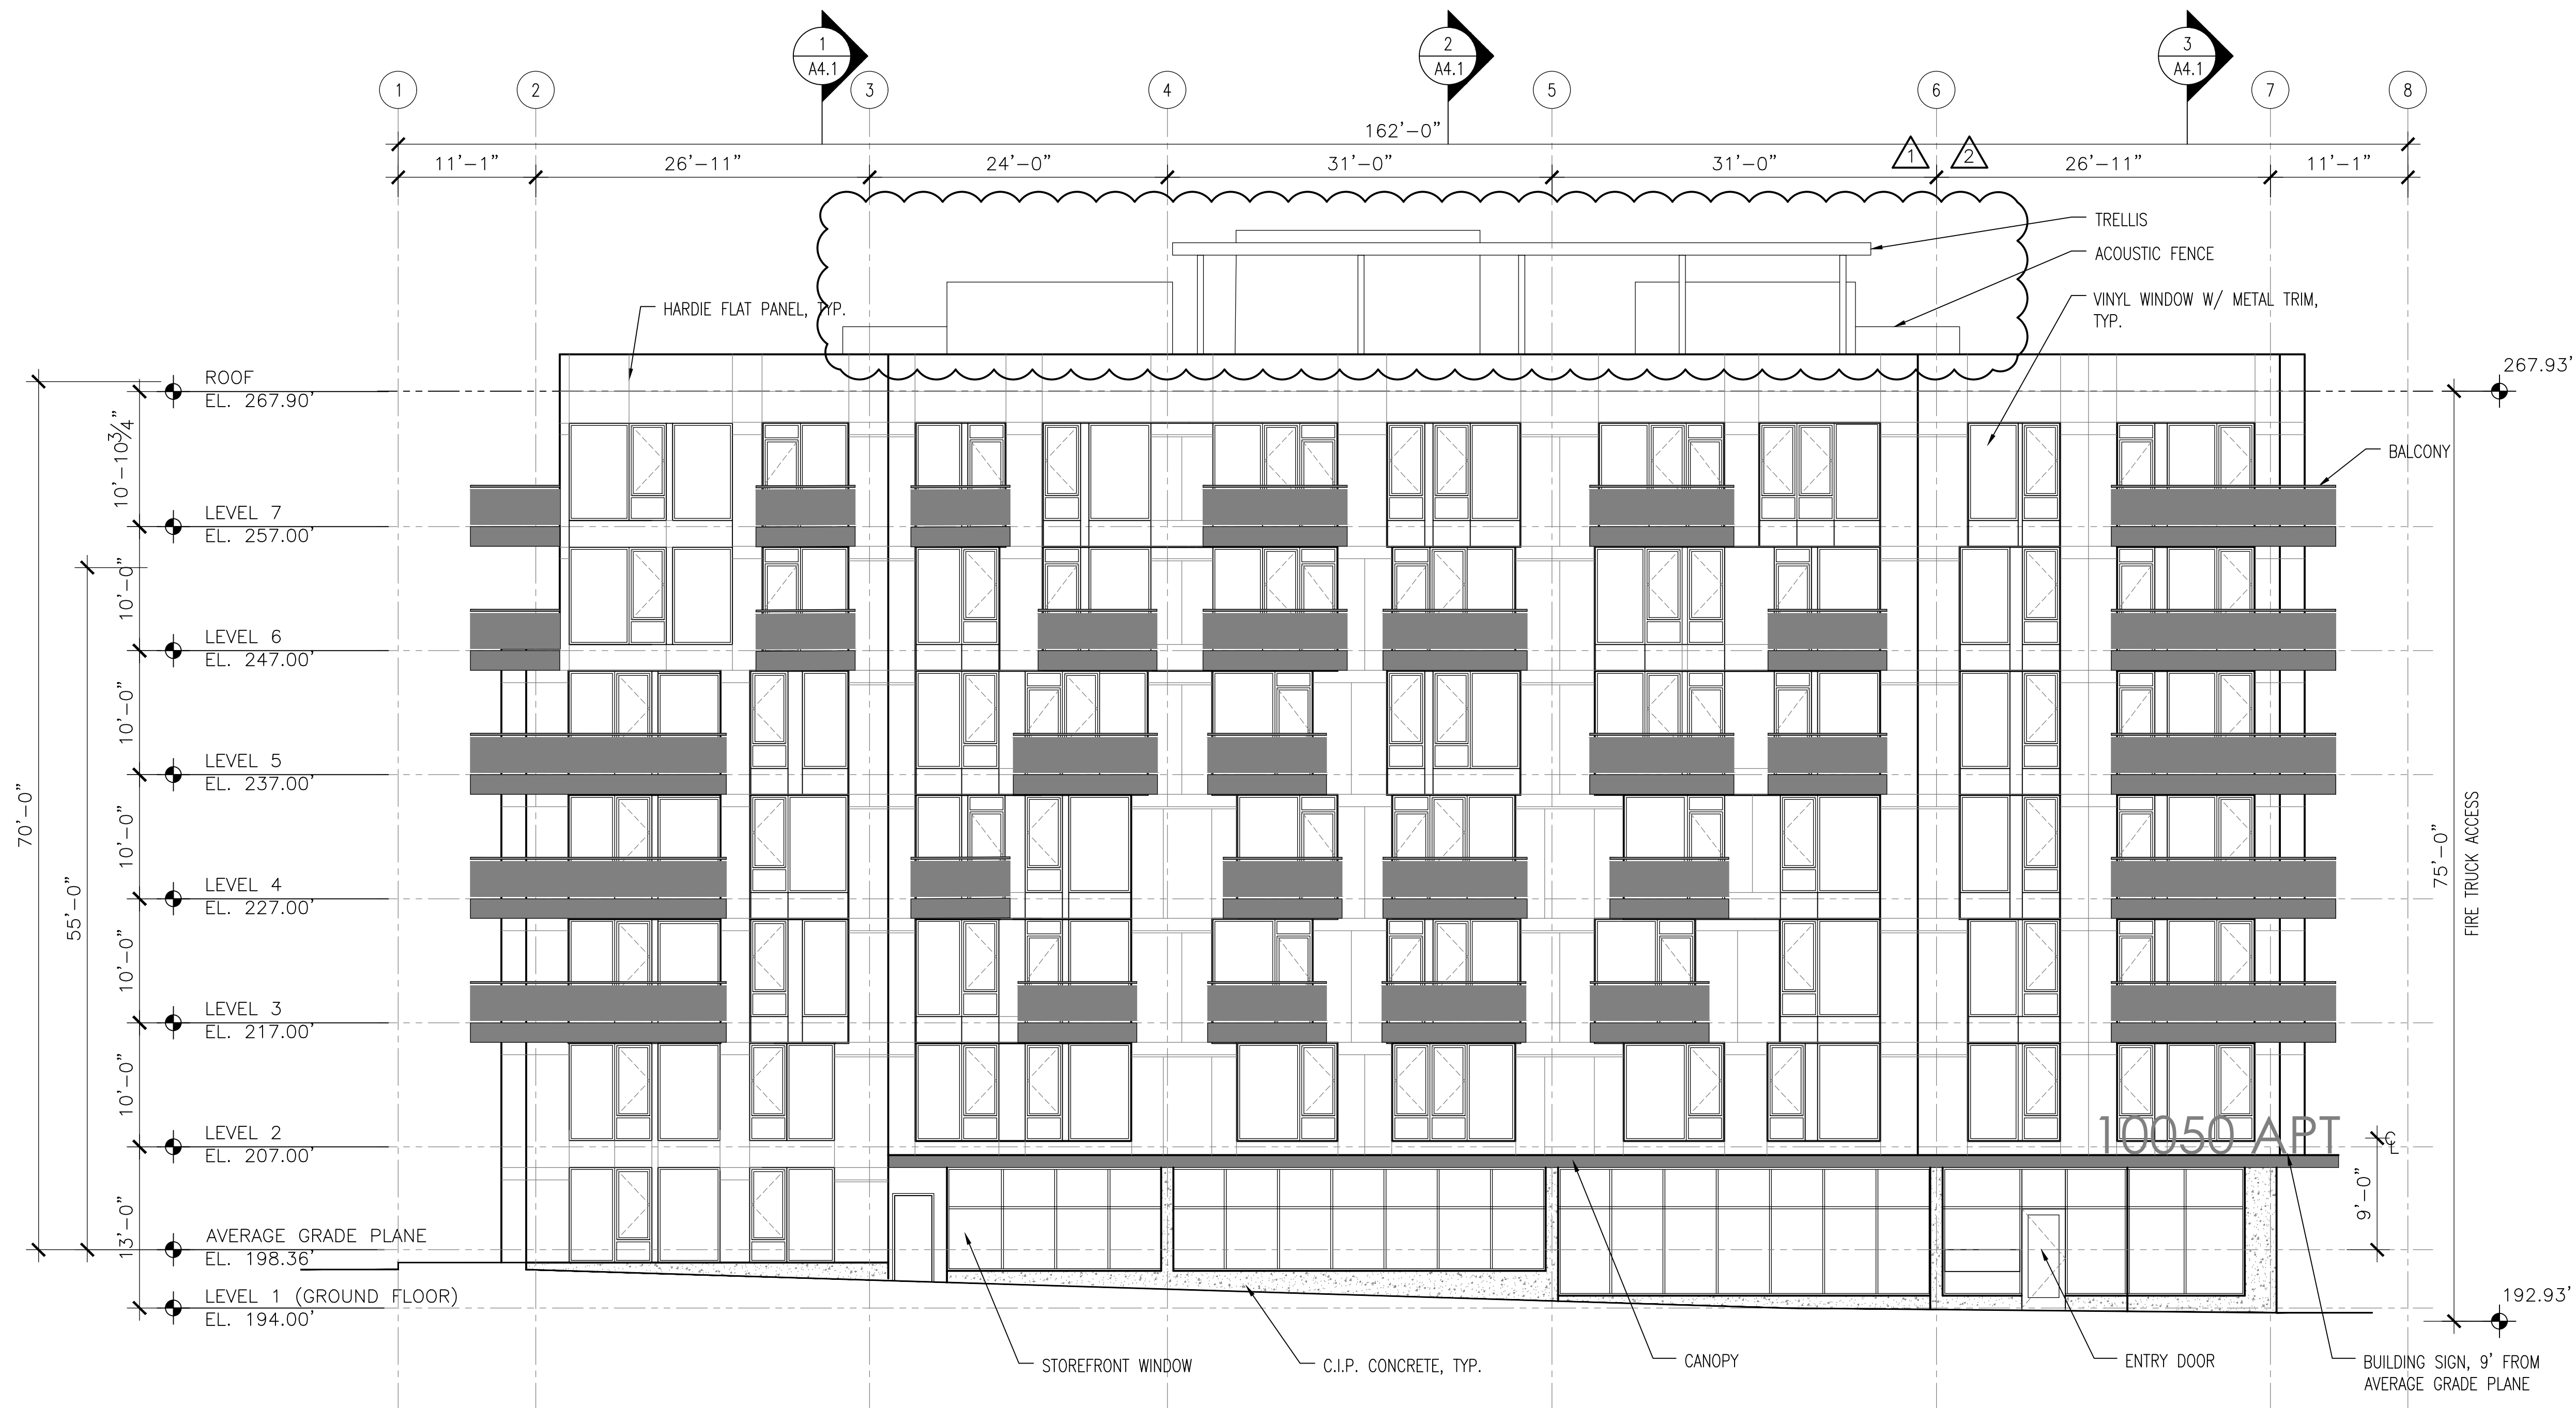 1
A4.1
2
A4.1
3
A4.1
1
2
3
4
5
6
7
8
162'-0"
11'-1"
26'-11"
24'-0"
31'-0"
31'-0"
1
2
26'-11"
11'-1"
TRELLIS
ACOUSTIC FENCE
VINYL WINDOW W/ METAL TRIM,
TYP.
HARDIE FLAT PANEL, TYP.
BALCONY
ROOF
EL. 267.90'
267.93'
10'-10¾"
LEVEL 7
EL. 257.00'
10'-0"
LEVEL 6
EL. 247.00'
10'-0"
LEVEL 5
EL. 237.00'
10'-0"
LEVEL 4
EL. 227.00'
10'-0"
LEVEL 3
EL. 217.00'
10'-0"
LEVEL 2
EL. 207.00'
13'-0"
AVERAGE GRADE PLANE
EL. 198.36'
LEVEL 1 (GROUND FLOOR)
EL. 194.00'
70'-0"
55'-0"
75'-0"
FIRE TRUCK ACCESS
10050 APT
CL
9'-0"
192.93'
STOREFRONT WINDOW
C.I.P. CONCRETE, TYP.
CANOPY
ENTRY DOOR
BUILDING SIGN, 9' FROM
AVERAGE GRADE PLANE